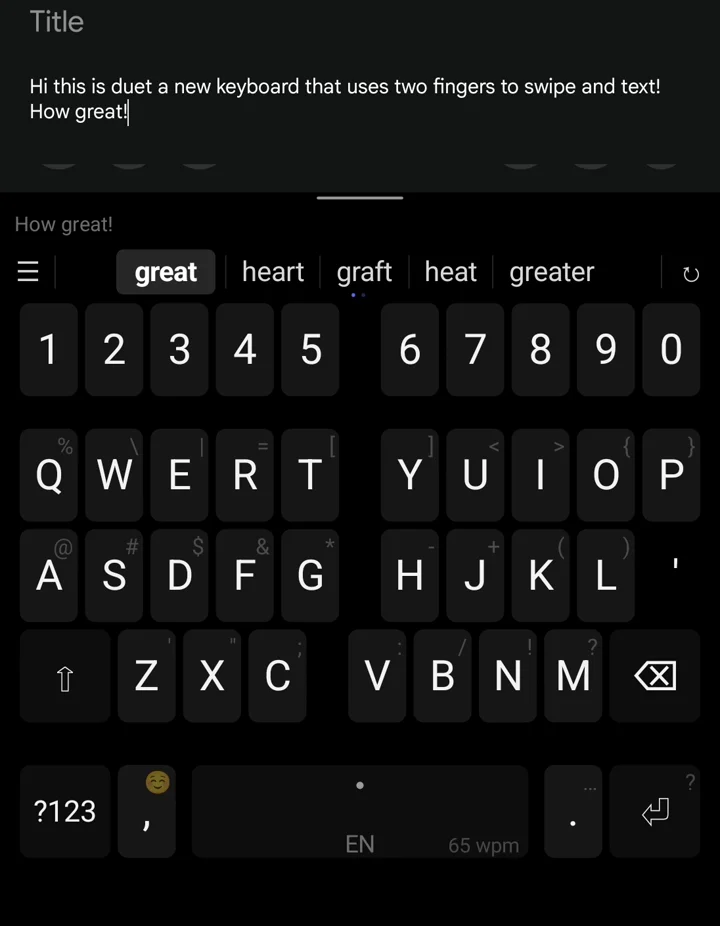 Title
Hi this is duet a new keyboard that uses two fingers to swipe and text!
How great!
How great!
great heart graft heat greater
1 2 3 4 5 6 7 8 9 0
% \ | = [ ] < > { }
Q W E R T Y U I O P
@ # $ & * - + ( )
A S D F G H J K L '
' " ; : / ! ?
Z X C V B N M
... ?
?123 , .
EN 65 wpm